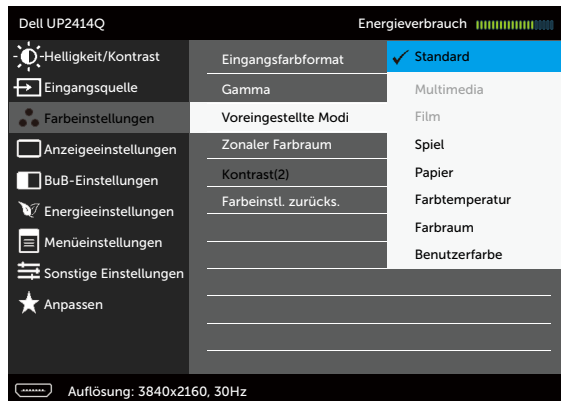 Dell UP2414Q
Energieverbrauch
Helligkeit/Kontrast
Eingangsquelle
Farbeinstellungen
Anzeigeeinstellungen
BuB-Einstellungen
Energieeinstellungen
Menüeinstellungen
Sonstige Einstellungen
Anpassen
Eingangsfarbformat
Gamma
Voreingestellte Modi
Zonaler Farbraum
Kontrast(2)
Farbeinstl. zurücks.
Standard
Multimedia
Film
Spiel
Papier
Farbtemperatur
Farbraum
Benutzerfarbe
Auflösung: 3840x2160, 30Hz